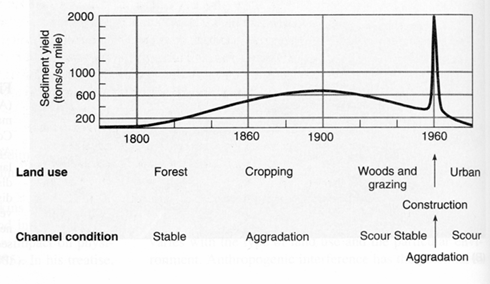 Sediment yield
(tons/sq mile)
2000
1000
600
200
1800 1860 1900 1960
Land use Forest Cropping Woods and grazing Urban
Construction
Channel condition Stable Aggradation Scour Stable Scour
Aggradation